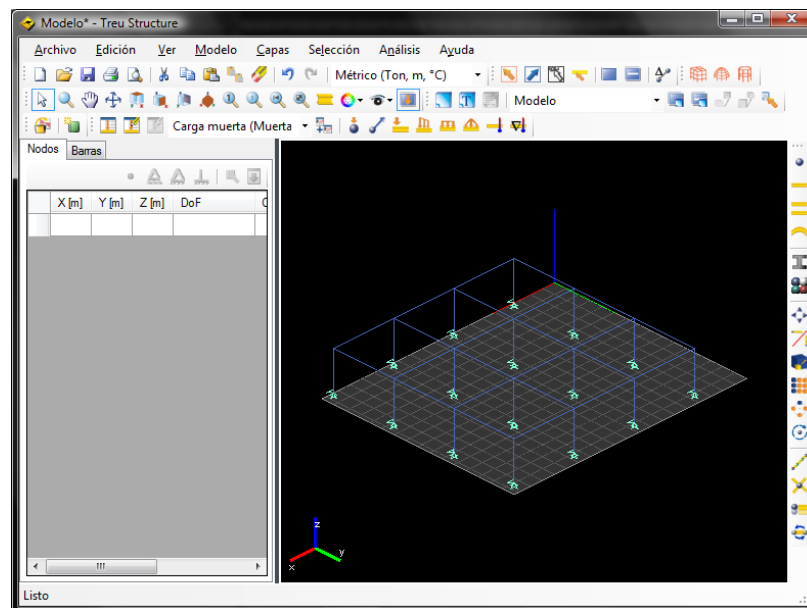 Modelo* - Treu Structure
Archivo Edición Ver Modelo Capas Selección Análisis Ayuda
Métrico (Ton, m, °C)
Modelo
Carga muerta (Muerta
Nodos Barras
X [m] Y [m] Z [m] DoF C
z
x y
Listo